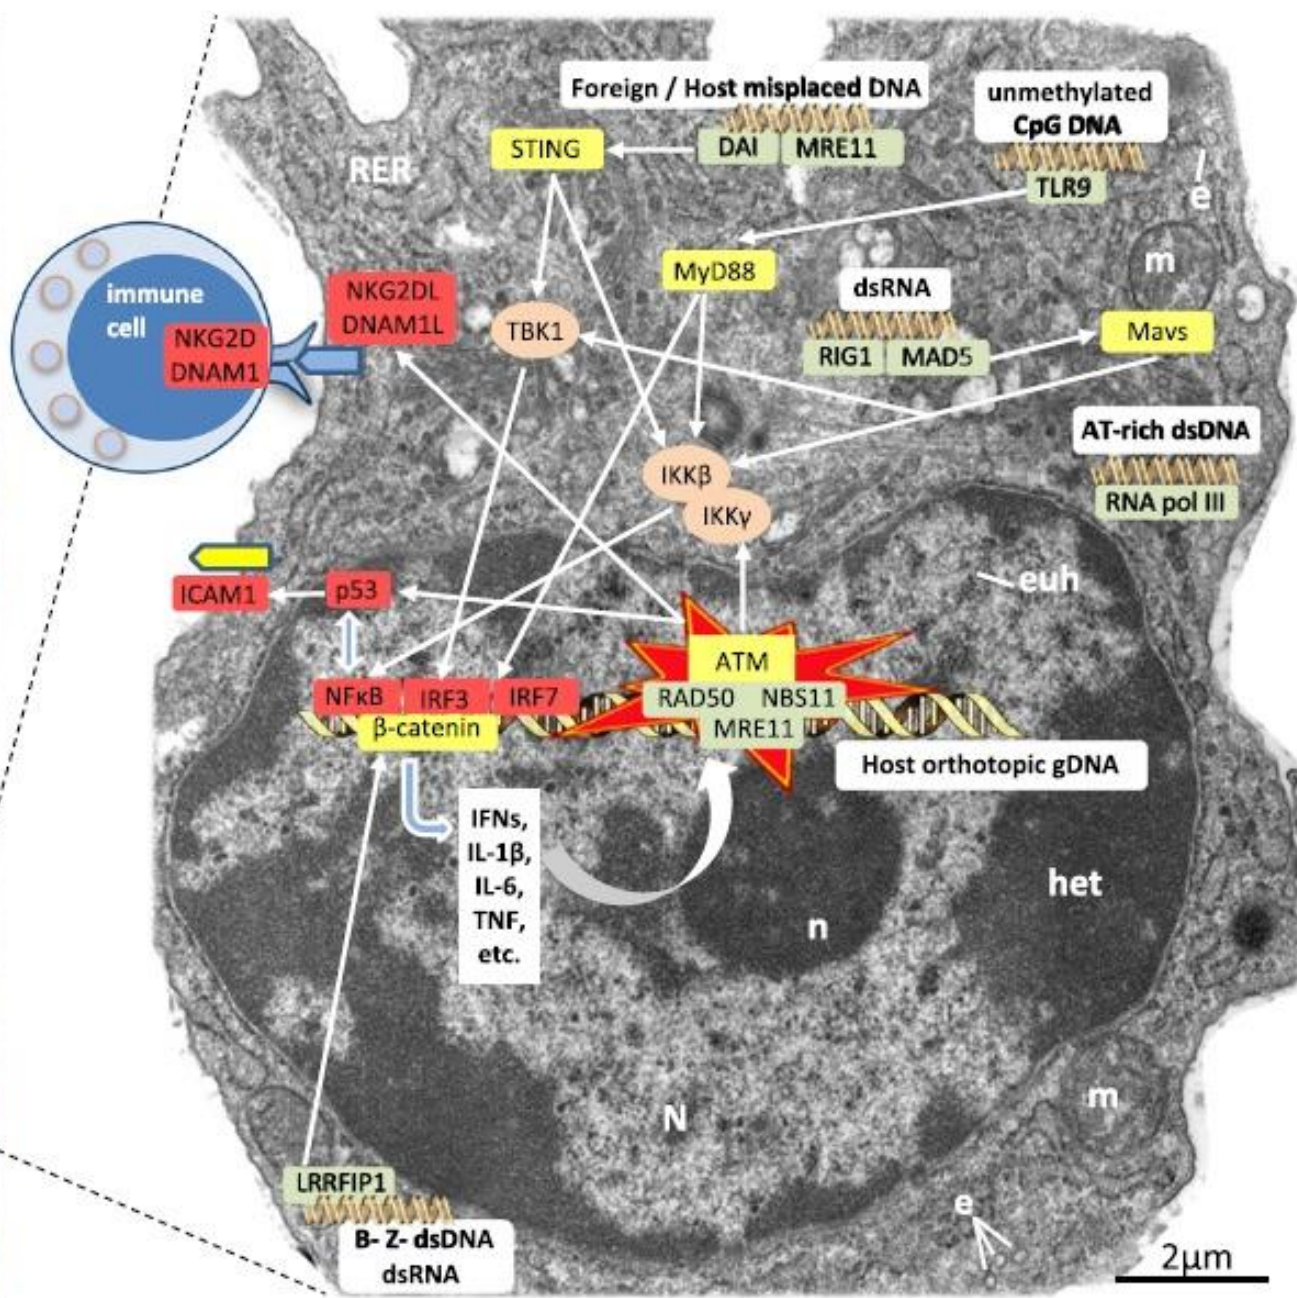 Foreign / Host misplaced DNA
unmethylated
CpG DNA
STING
DAI
MRE11
TLR9
RER
e
m
MyD88
dsRNA
immune
cell
NKG2DL
DNAM1L
NKG2D
DNAM1
TBK1
RIG1
MAD5
Mavs
AT-rich dsDNA
RNA pol III
IKKβ
IKKγ
euh
ICAM1
p53
ATM
NFκB
IRF3
IRF7
RAD50
NBS11
β-catenin
MRE11
Host orthotopic gDNA
IFNs,
IL-1β,
IL-6,
TNF,
etc.
het
n
N
m
LRRFIP1
e
B- Z- dsDNA
dsRNA
2μm